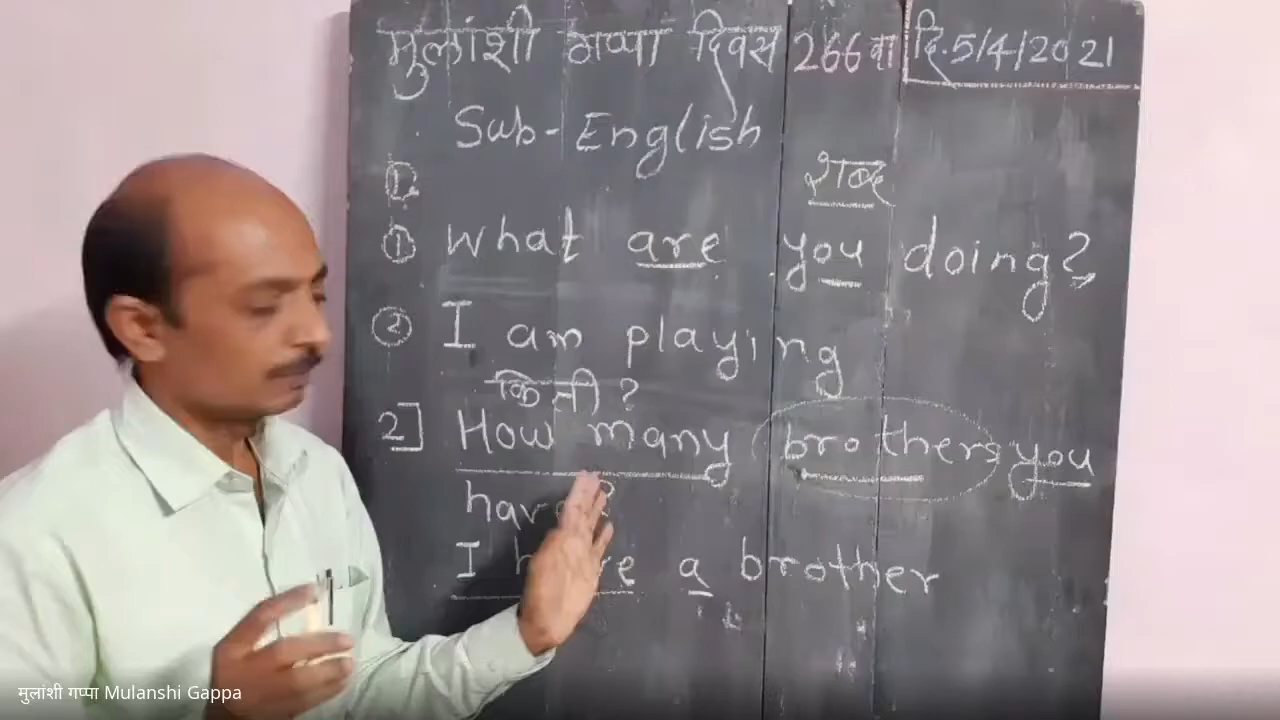 मुलांशी गप्पा दिवस 266 वा दि.5/4/2021
Sub-English
शब्द
①.
① What are you doing?
② I am playing
किती ?
2] How many brothers you
have?
I have a brother
मुलांशी गप्पा Mulanshi Gappa